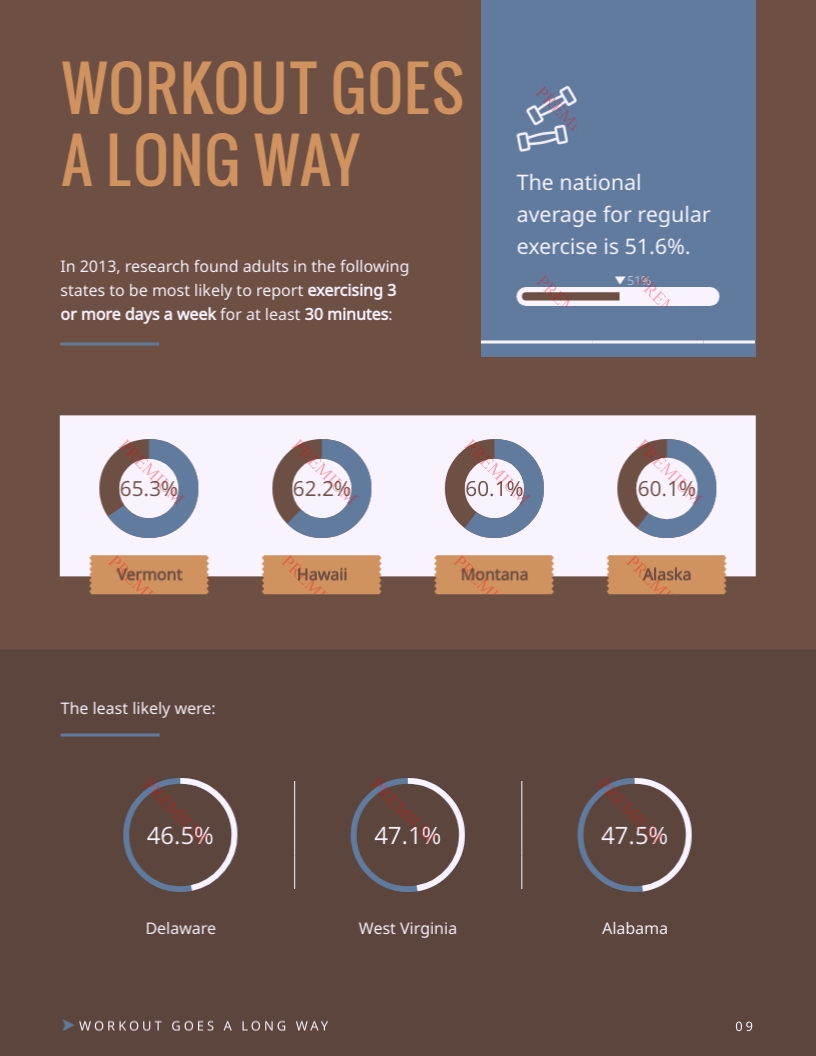 WORKOUT GOES
A LONG WAY
In 2013, research found adults in the following
states to be most likely to report exercising 3
or more days a week for at least 30 minutes:
The national
average for regular
exercise is 51.6%.
▼51%
PREMIUM
65.3%
62.2%
60.1%
60.1%
Vermont
Hawaii
Montana
Alaska
The least likely were:
46.5%
47.1%
47.5%
Delaware
West Virginia
Alabama
WORKOUT GOES A LONG WAY
09